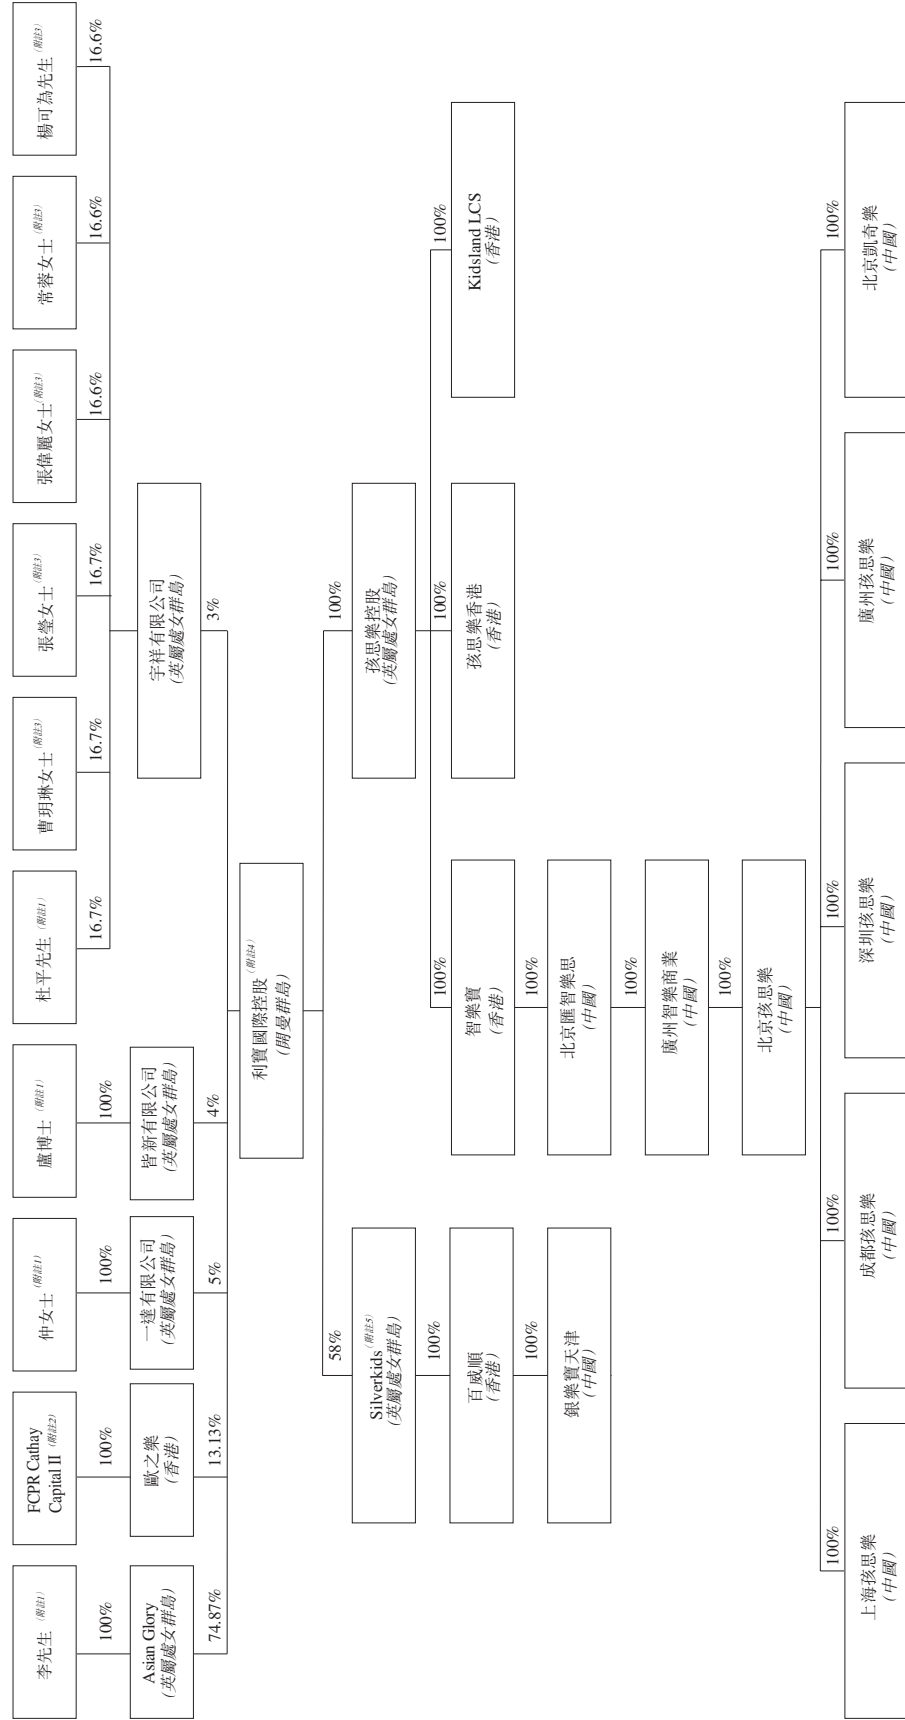 李先生 (附註1)
FCPR Cathay
Capital II (附註2)
仲女士 (附註1)
盧博士 (附註1)
杜平先生 (附註1)
曹玥琳女士 (附註3)
張瑩女士 (附註3)
張偉麗女士 (附註3)
常蓉女士 (附註3)
楊可為先生 (附註3)
100%
100%
100%
100%
16.7%
16.7%
16.7%
16.6%
16.6%
16.6%
Asian Glory
(英屬處女群島)
歐之樂
(香港)
一達有限公司
(英屬處女群島)
皆新有限公司
(英屬處女群島)
宇祥有限公司
(英屬處女群島)
74.87%
13.13%
5%
4%
3%
利寶國際控股 (附註4)
(開曼群島)
58%
100%
Silverkids (附註5)
(英屬處女群島)
孩思樂控股
(英屬處女群島)
100%
100%
100%
100%
百威順
(香港)
智樂寶
(香港)
孩思樂香港
(香港)
Kidsland LCS
(香港)
100%
100%
銀樂寶天津
(中國)
北京匯智樂思
(中國)
100%
廣州智樂商業
(中國)
100%
北京孩思樂
(中國)
100%
100%
100%
100%
100%
上海孩思樂
(中國)
成都孩思樂
(中國)
深圳孩思樂
(中國)
廣州孩思樂
(中國)
北京凱奇樂
(中國)